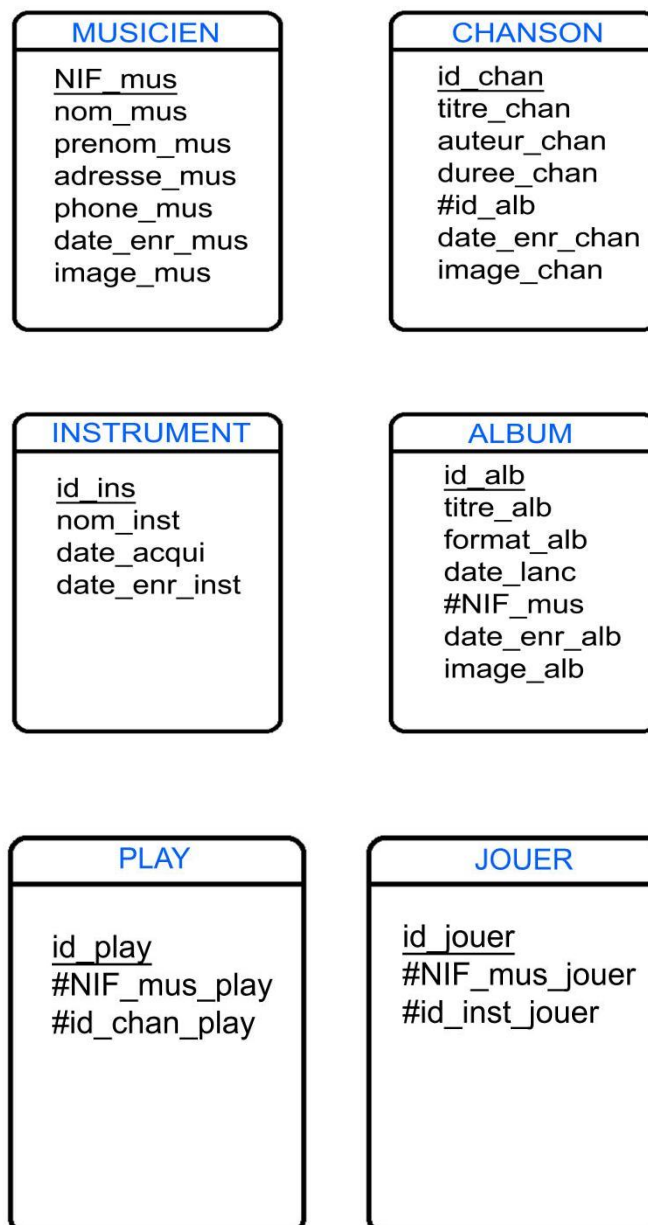 MUSICIEN
NIF_mus
nom_mus
prenom_mus
adresse_mus
phone_mus
date_enr_mus
image_mus
CHANSON
id_chan
titre_chan
auteur_chan
duree_chan
#id_alb
date_enr_chan
image_chan
INSTRUMENT
id_ins
nom_inst
date_acqui
date_enr_inst
ALBUM
id_alb
titre_alb
format_alb
date_lanc
#NIF_mus
date_enr_alb
image_alb
PLAY
id_play
#NIF_mus_play
#id_chan_play
JOUER
id_jouer
#NIF_mus_jouer
#id_inst_jouer